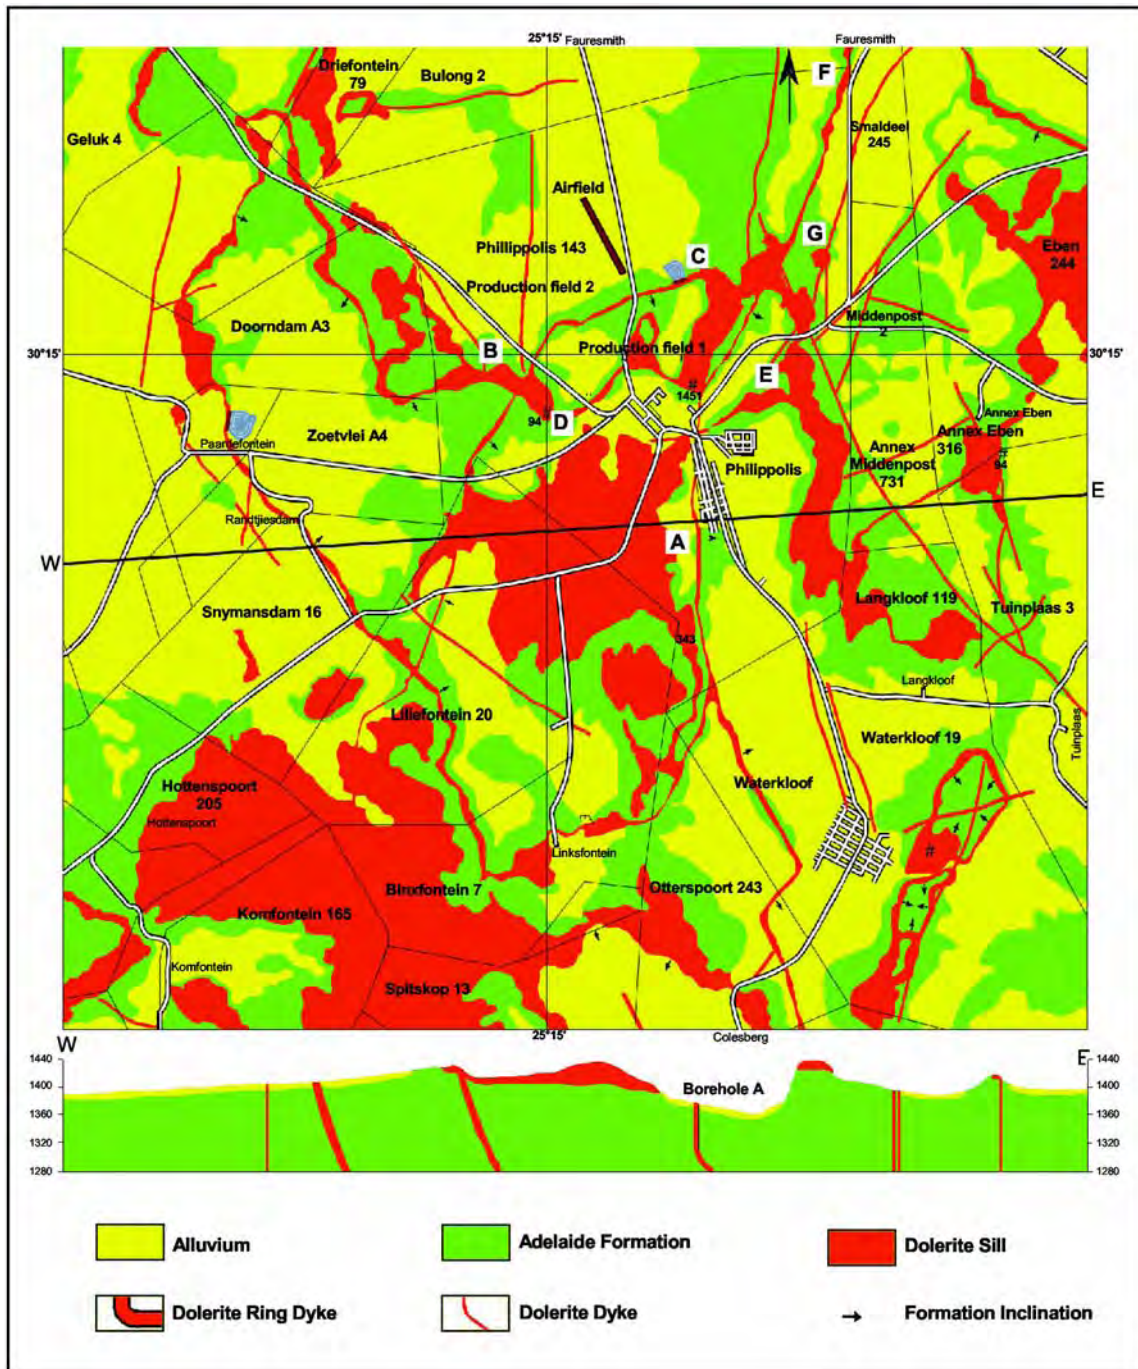 25°15'
Fauresmith
Fauresmith
Driefontein
79
Bulong 2
F
Geluk 4
Smaldeel
245
Airfield
G
Phillippolis 143
C
Eben
244
Production field 2
Doorndam A3
Middenpost
2
30°15'
B
Production field 1
30°15'
E
1451
94
D
Annex Eben
Zoetvlei A4
Paardefontein
Annex
Middenpost
731
Annex Eben
316
94
Philippolis
E
Randtjiesdam
W
A
Snymansdam 16
Langkloof 119
Tuinplaas 3
343
Langkloof
Liliefontein 20
Waterkloof 19
Tuinplaas
Waterkloof
Hottenspoort
205
Hottenspoort
Linksfontein
#
Binxfontein 7
Otterspoort 243
Komfontein 165
Komfontein
Spitskop 13
25°15'
Colesberg
W
E
1440
1400
1360
1320
1280
Borehole A
1440
1400
1360
1320
1280
Alluvium
Adelaide Formation
Dolerite Sill
Dolerite Ring Dyke
Dolerite Dyke
Formation Inclination